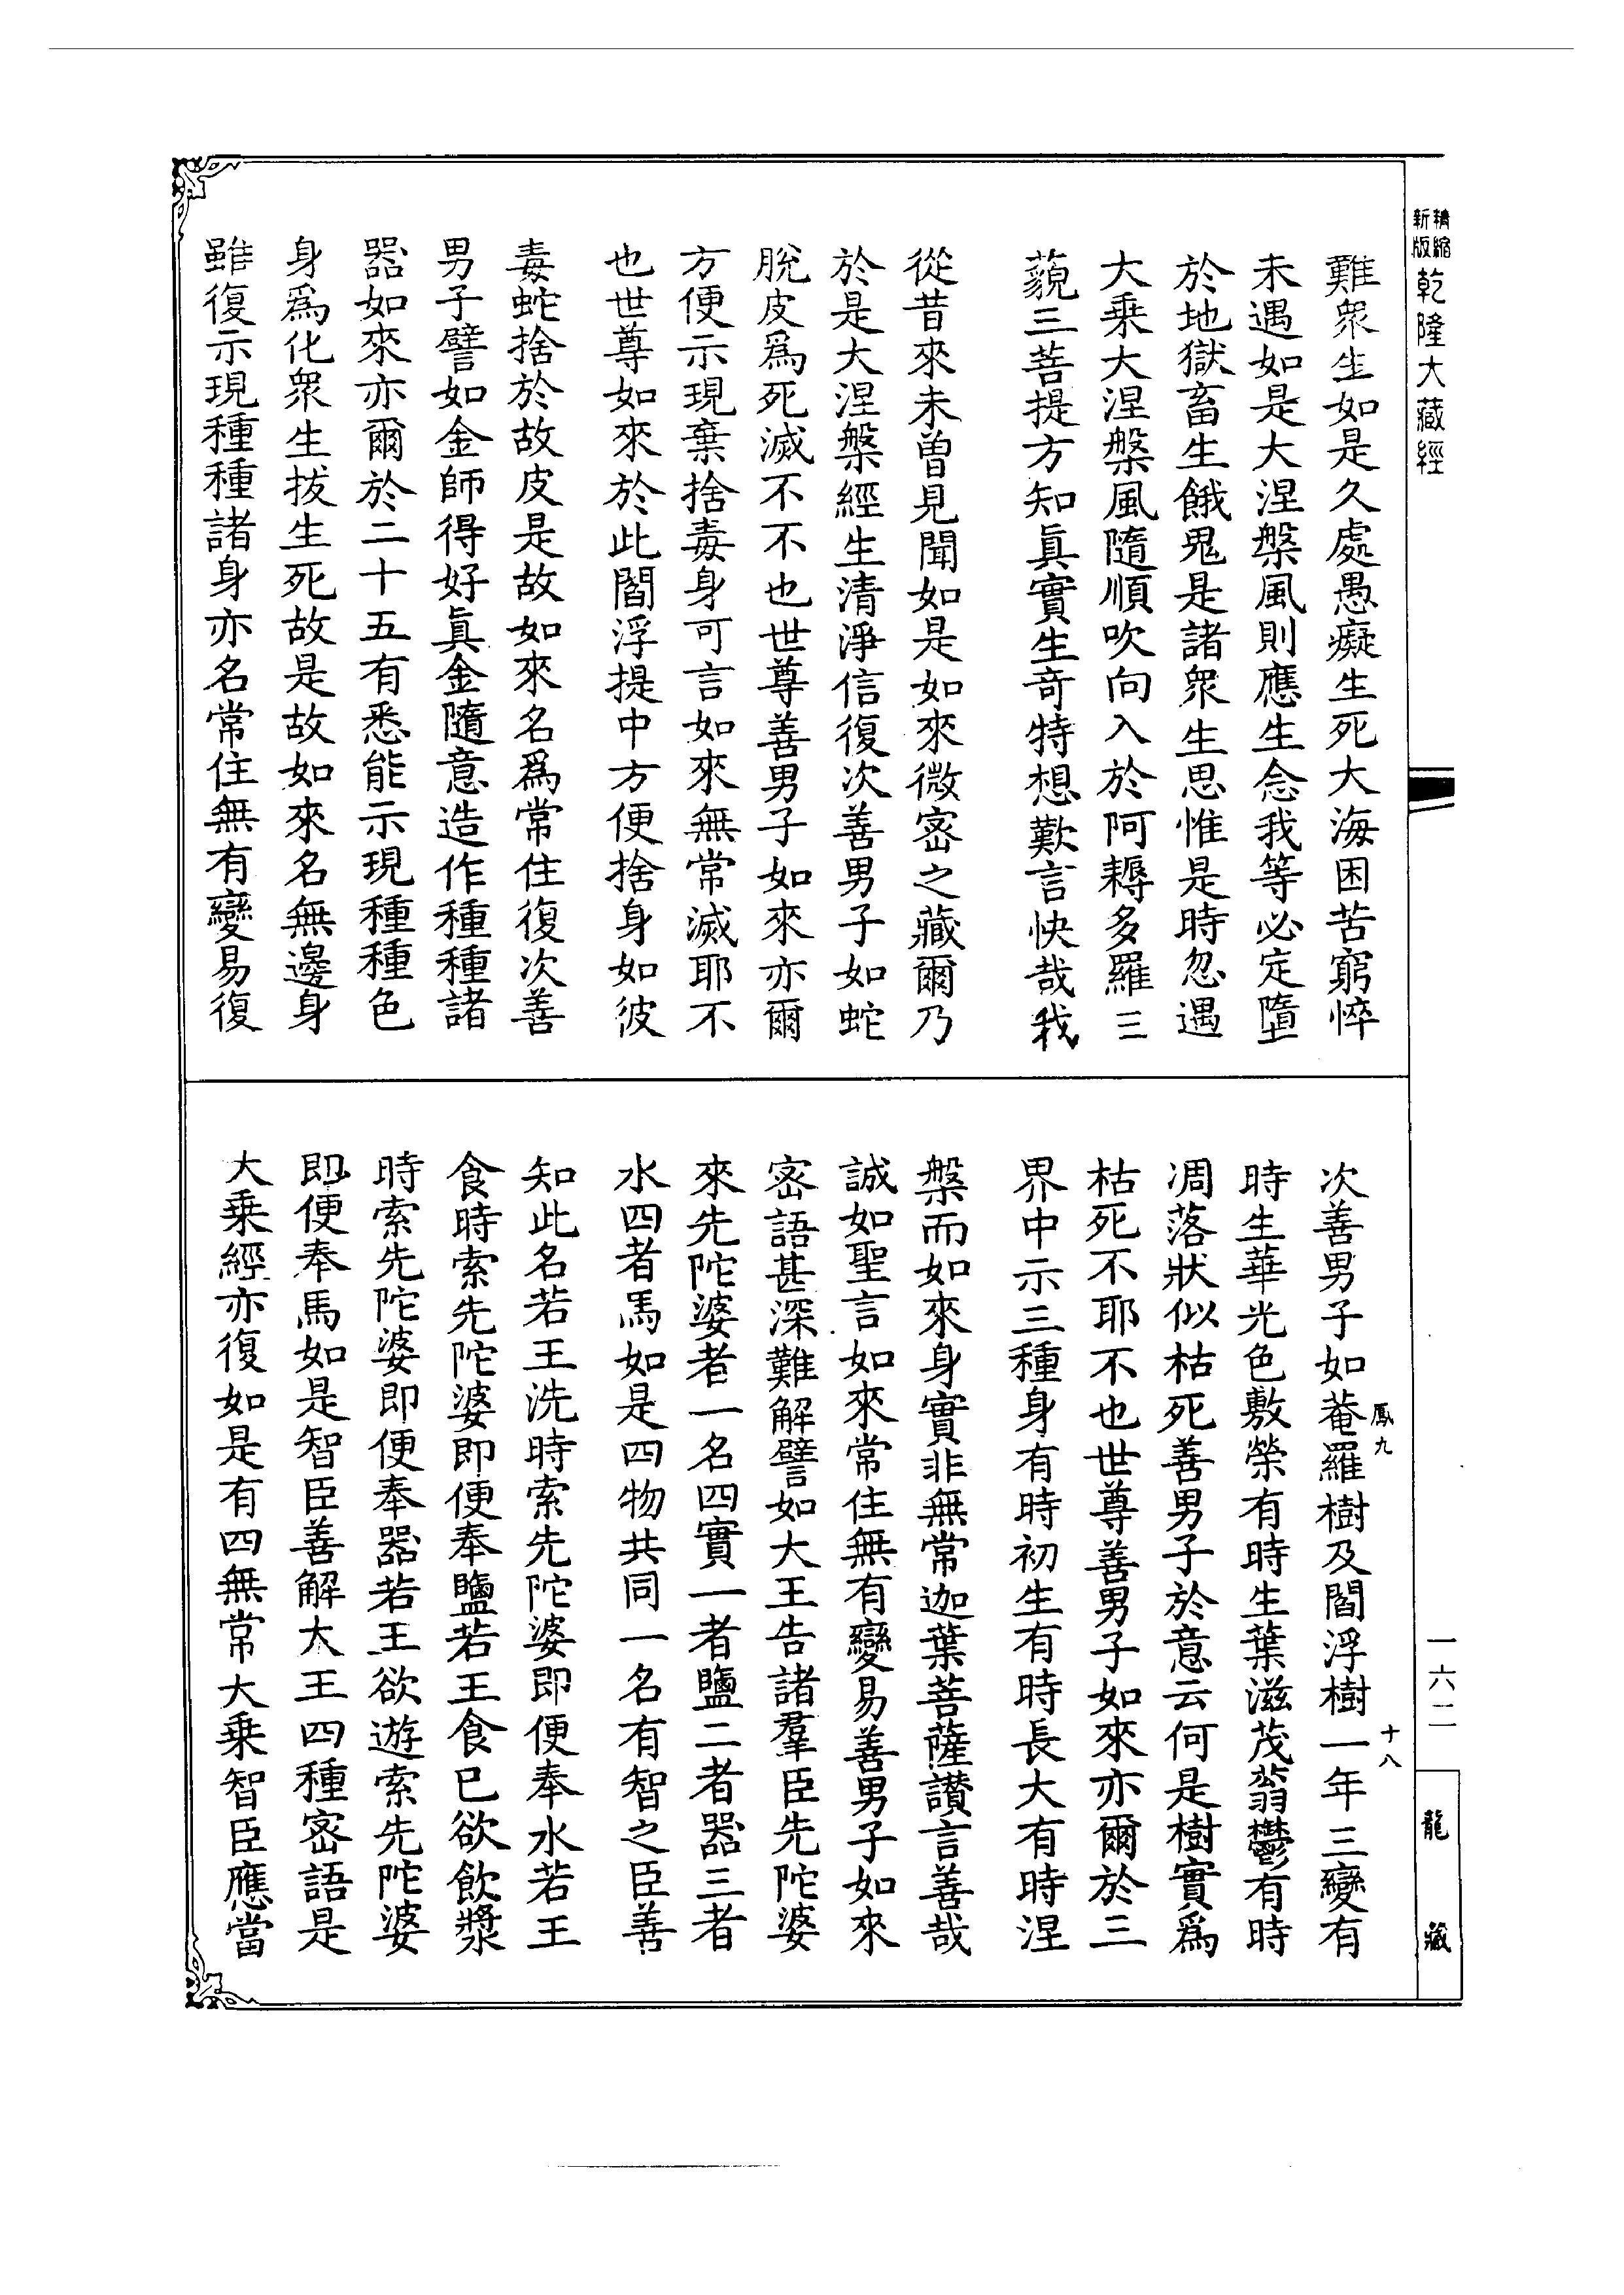 新版精縮乾隆大藏經
難衆生如是久處愚癡生死大海困苦窮悴
未遇如是大涅槃風則應生念我等必定墮
於地獄畜生餓鬼是諸衆生思惟是時忽遇
大乘大涅槃風隨順吹向入於阿耨多羅三
藐三菩提方知眞實生奇特想歎言快哉我
從昔來未曾見聞如是如來微密之藏爾乃
於是大涅槃經生清淨信復次善男子如蛇
脫皮爲死滅不不也世尊善男子如來亦爾
方便示現棄捨毒身可言如來無常滅耶不
也世尊如來於此閻浮提中方便捨身如彼
毒蛇捨於故皮是故如來名爲常住復次善
男子譬如金師得好眞金隨意造作種種諸
器如來亦爾於二十五有悉能示現種種色
身爲化衆生拔生死故是故如來名無邊身
雖復示現種種諸身亦名常住無有變易復
一六二
龍藏
次善男子如菴羅樹及閻浮樹一年三變有
鳳九
十八
時生華光色敷榮有時生葉滋茂蓊鬱有時
凋落狀似枯死善男子於意云何是樹實爲
枯死不耶不也世尊善男子如來亦爾於三
界中示三種身有時初生有時長大有時涅
槃而如來身實非無常迦葉菩薩讚言善哉
誠如聖言如來常住無有變易善男子如來
密語甚深難解譬如大王告諸羣臣先陀婆
來先陀婆者一名四實一者鹽二者器三者
水四者馬如是四物共同一名有智之臣善
知此名若王洗時索先陀婆即便奉水若王
食時索先陀婆即便奉鹽若王食已欲飲漿
時索先陀婆即便奉器若王欲遊索先陀婆
即便奉馬如是智臣善解大王四種密語是
大乘經亦復如是有四無常大乘智臣應當